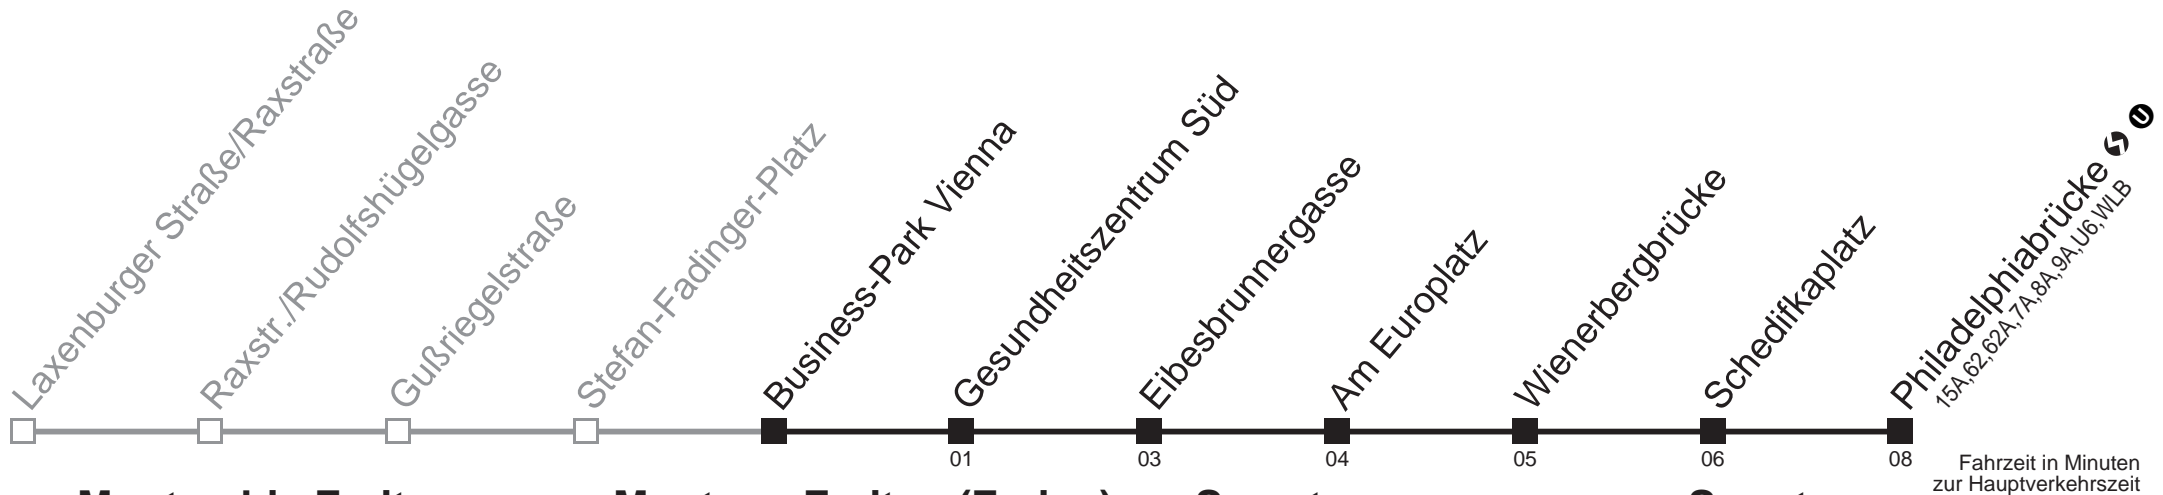 Laxenburger Straße/Raxstraße
Raxstr./Rudolfshügelgasse
Gußriegelstraße
Stefan-Fadinger-Platz
Business-Park Vienna
Gesundheitszentrum Süd
Eibesbrunnergasse
Am Europlatz
Wienerbergbrücke
Schedifkaplatz
Philadelphiabrücke S U
15A,62,62A,7A,8A,9A,U6,WLB
01 03 04 05 06 08
Fahrzeit in Minuten
zur Hauptverkehrszeit